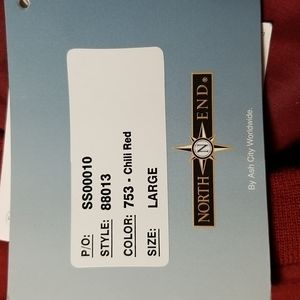 P/O: SS00010
STYLE: 88013
COLOR: 753 - Chili Red
SIZE: LARGE
NORTH N END®
By Ash City Worldwide.